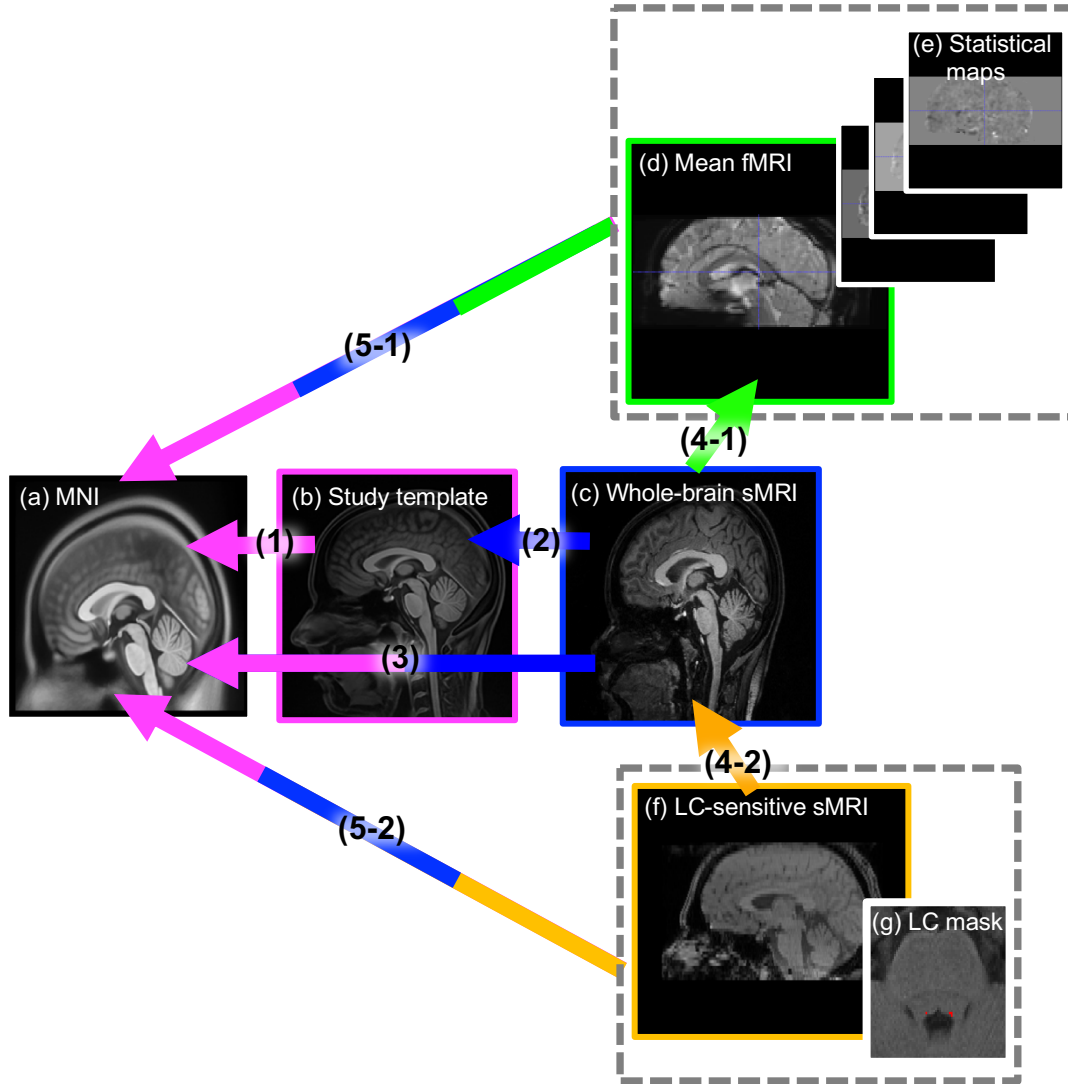 (e) Statistical
maps
(d) Mean fMRI
(5-1)
(4-1)
(a) MNI
(b) Study template
(c) Whole-brain sMRI
(1)
(2)
(3)
(4-2)
(f) LC-sensitive sMRI
(5-2)
(g) LC mask